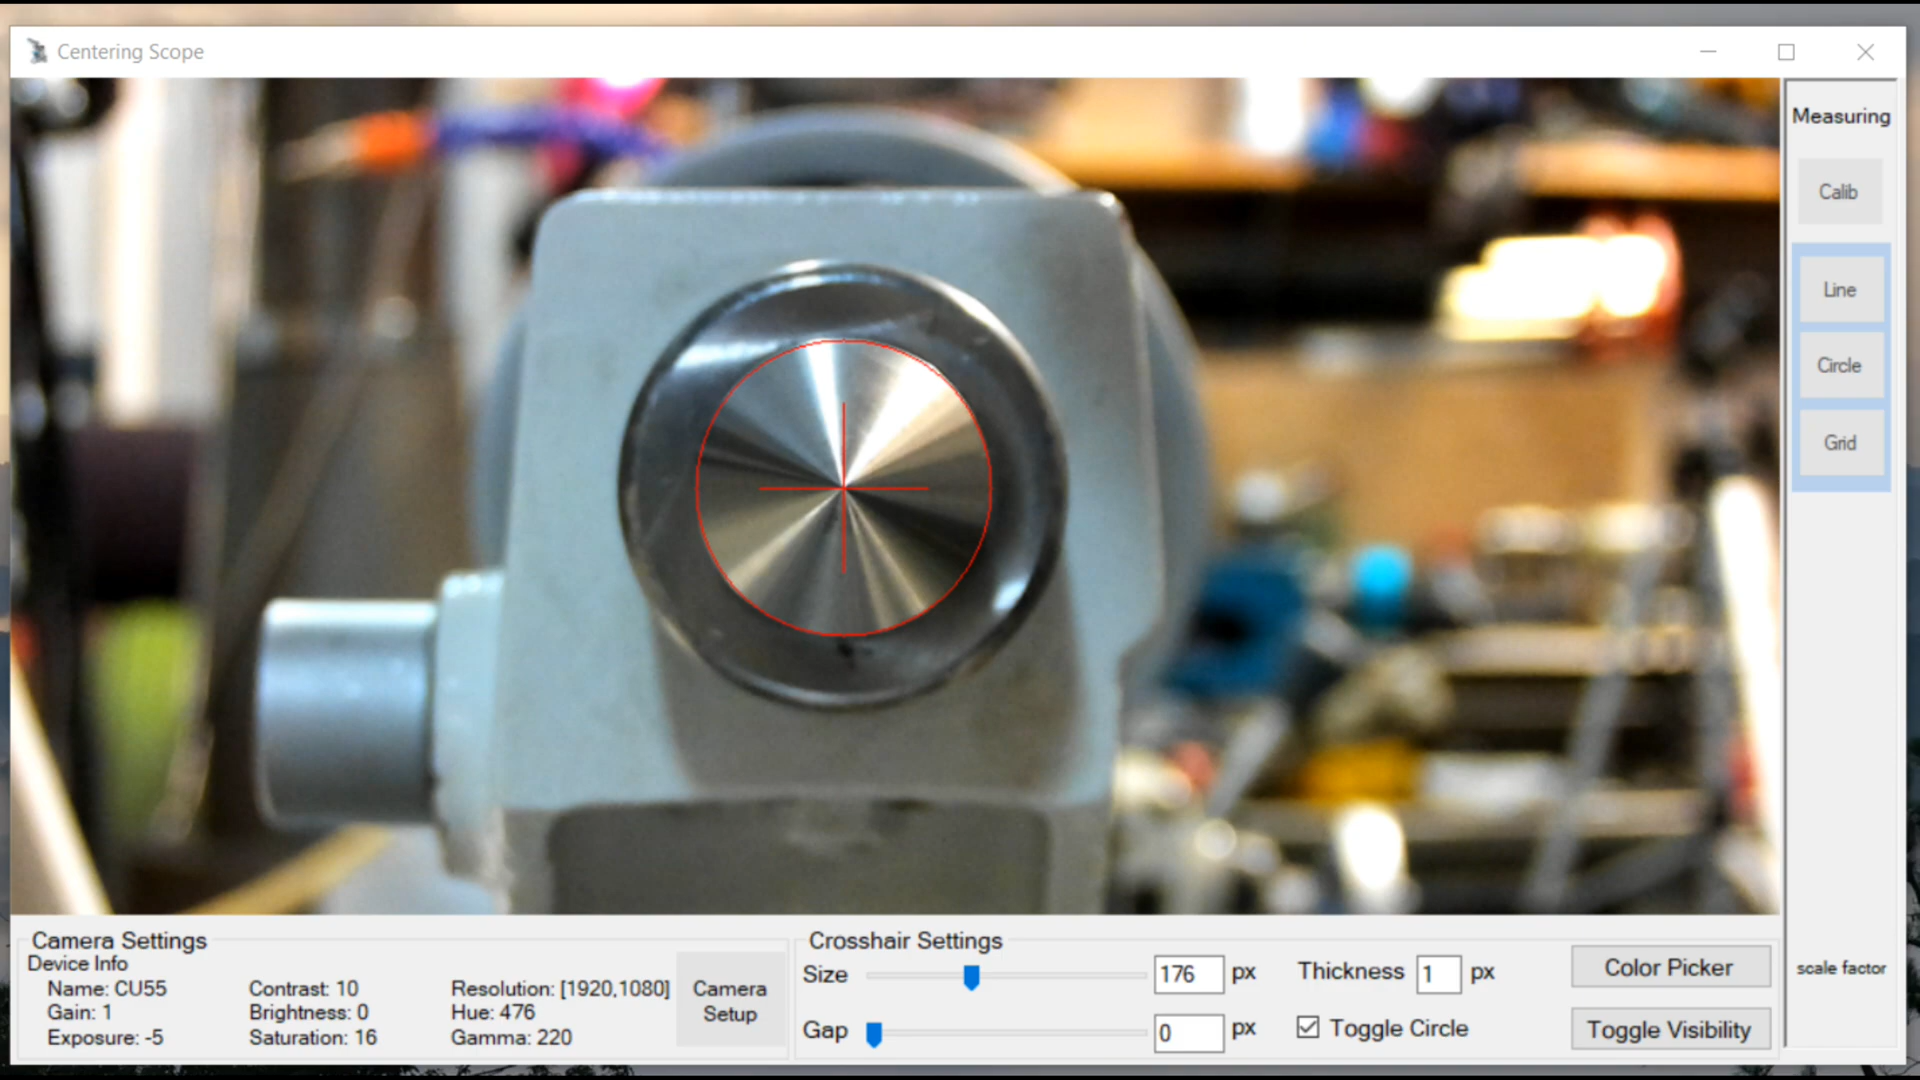 Centering Scope
Measuring
Calib
Line
Circle
Grid
scale factor
Camera Settings
Device Info
Name: CU55
Gain: 1
Exposure: -5
Contrast: 10
Brightness: 0
Saturation: 16
Resolution: [1920,1080]
Hue: 476
Gamma: 220
Camera
Setup
Crosshair Settings
Size 176 px
Gap 0 px
Thickness 1 px
Toggle Circle
Color Picker
Toggle Visibility